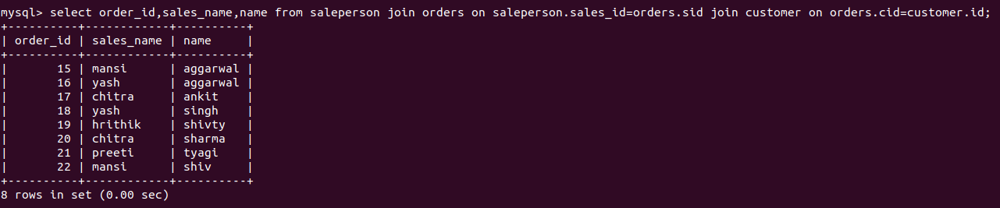 mysql> select order_id,sales_name,name from saleperson join orders on saleperson.sales_id=orders.sid join customer on orders.cid=customer.id;
+----------+------------+----------+
| order_id | sales_name | name     |
+----------+------------+----------+
|       15 | mansi      | aggarwal |
|       16 | yash       | aggarwal |
|       17 | chitra     | ankit    |
|       18 | yash       | singh    |
|       19 | hrithik    | shivty   |
|       20 | chitra     | sharma   |
|       21 | preeti     | tyagi    |
|       22 | mansi      | shiv     |
+----------+------------+----------+
8 rows in set (0.00 sec)